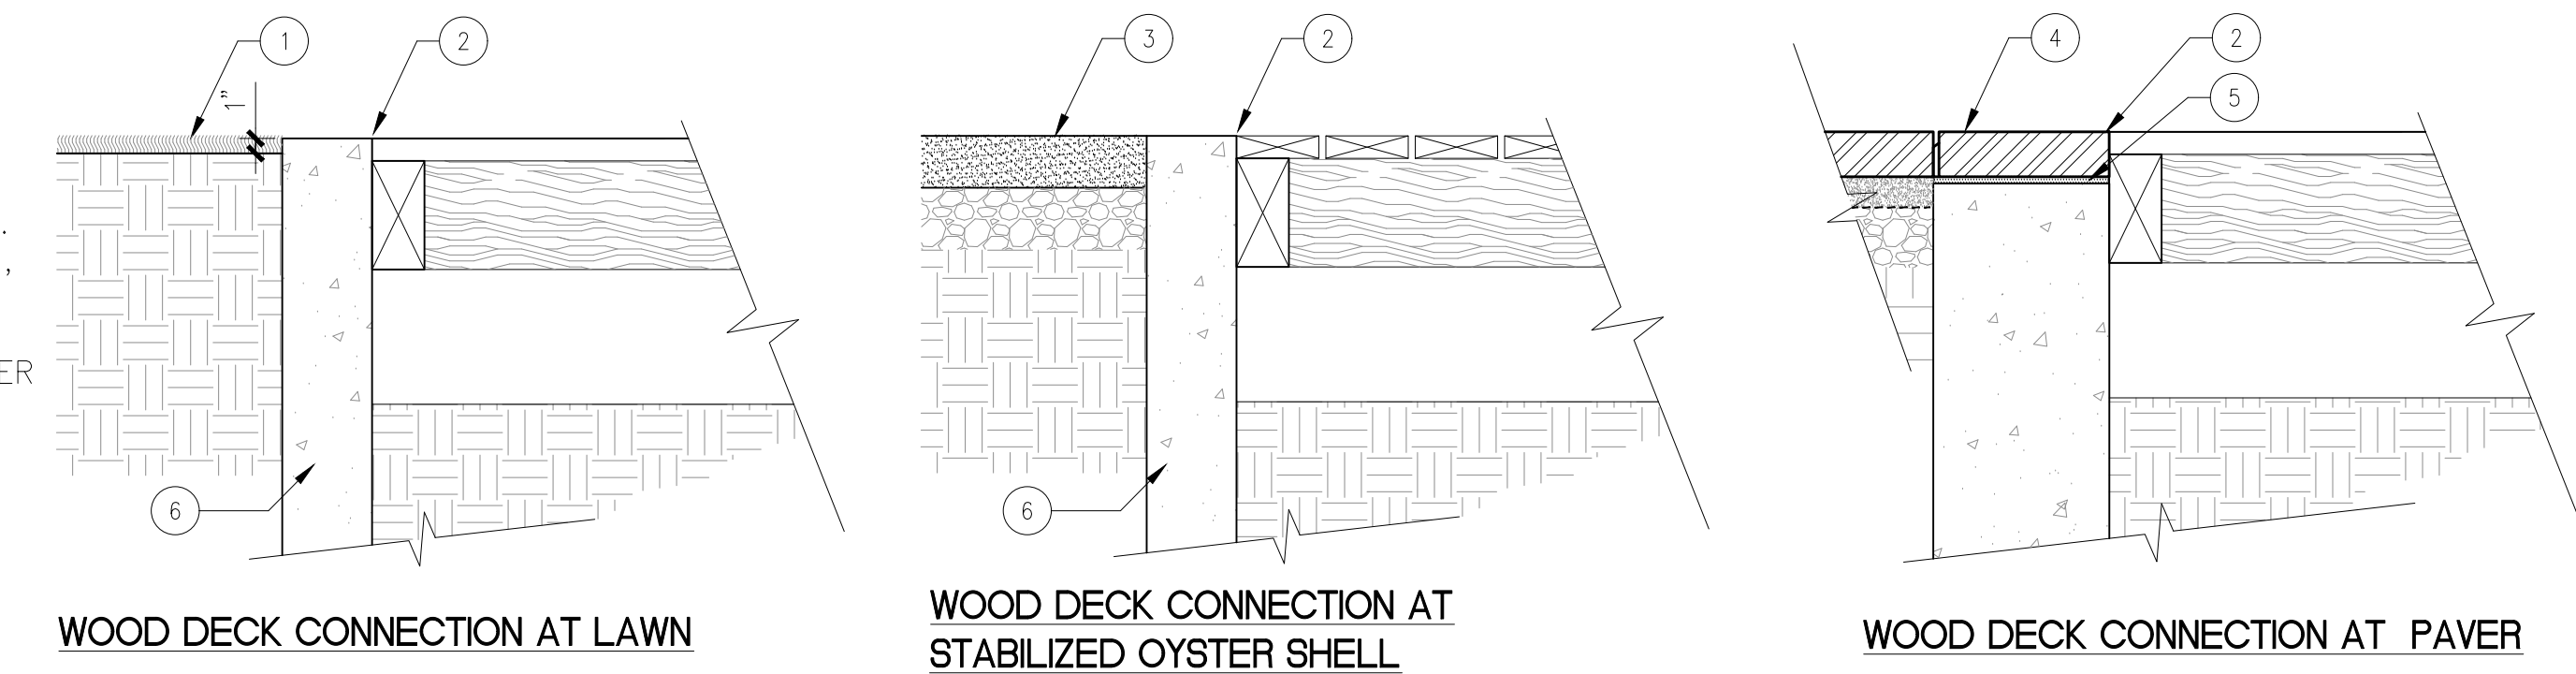 1
2
1"
.
,
ER
6
WOOD DECK CONNECTION AT LAWN
3
2
6
WOOD DECK CONNECTION AT
STABILIZED OYSTER SHELL
4
2
5
WOOD DECK CONNECTION AT PAVER